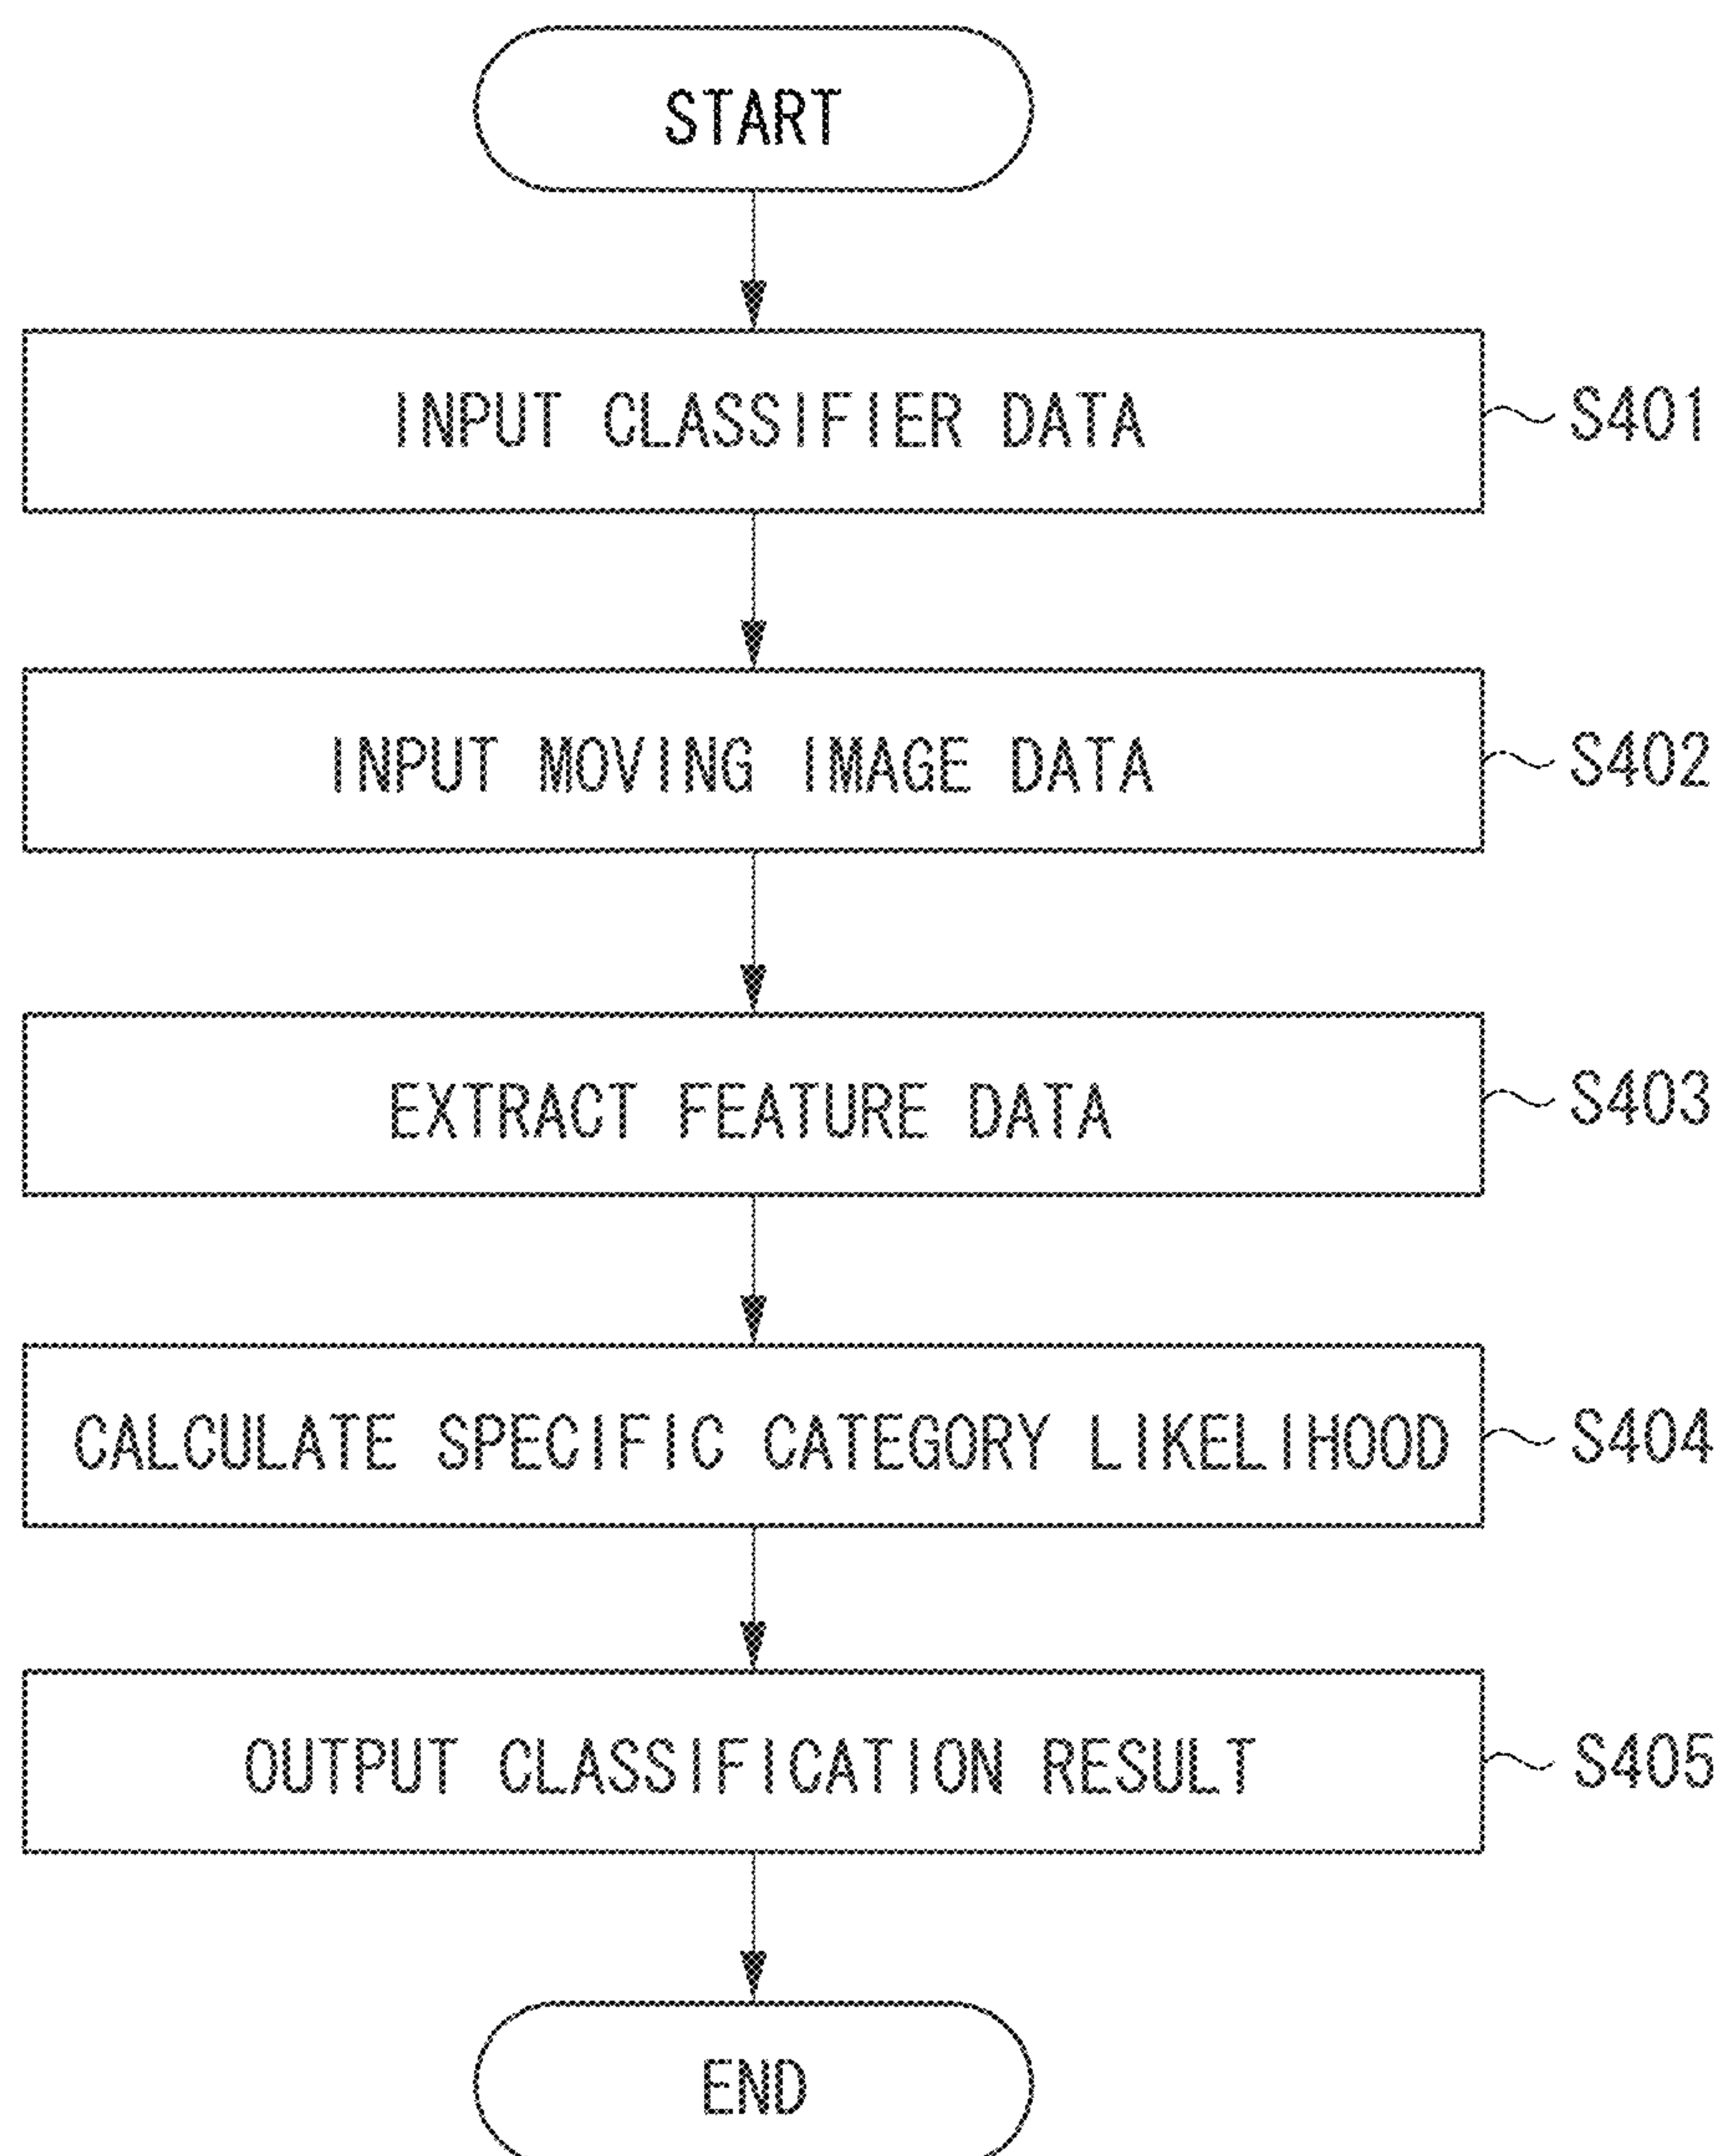 START
INPUT CLASSIFIER DATA
S401
INPUT MOVING IMAGE DATA
S402
EXTRACT FEATURE DATA
S403
CALCULATE SPECIFIC CATEGORY LIKELIHOOD
S404
OUTPUT CLASSIFICATION RESULT
S405
END